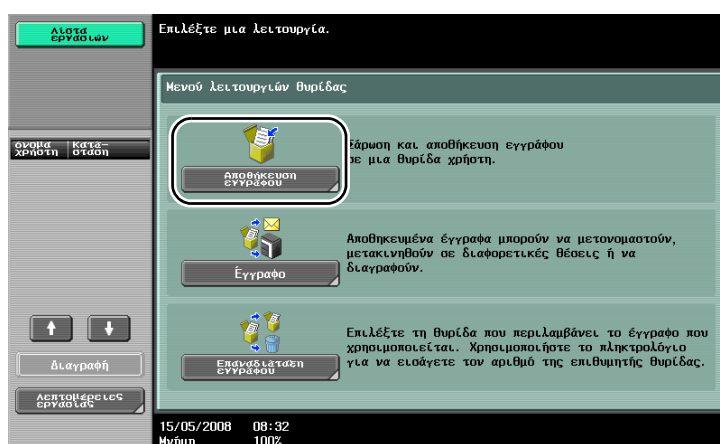 Λίστα
εργασιών
Επιλέξτε μια λειτουργία.
Μενού λειτουργιών θυρίδας
όνομα
χρήστη
Κατά-
σταση
Σάρωση και αποθήκευση εγγράφου
σε μια θυρίδα χρήστη.
Αποθήκευση
εγγράφου
Αποθηκευμένα έγγραφα μπορούν να μετονομαστούν,
μετακινηθούν σε διαφορετικές θέσεις ή να
διαγραφούν.
Έγγραφο
Επιλέξτε τη θυρίδα που περιλαμβάνει το έγγραφο που
χρησιμοποιείται. Χρησιμοποιήστε το πληκτρολόγιο
για να εισάγετε τον αριθμό της επιθυμητής θυρίδας.
Επαναδιάταξη
εγγράφου
Διαγραφή
Λεπτομέρειες
εργασίας
15/05/2008 08:32
Μνήμη 100%